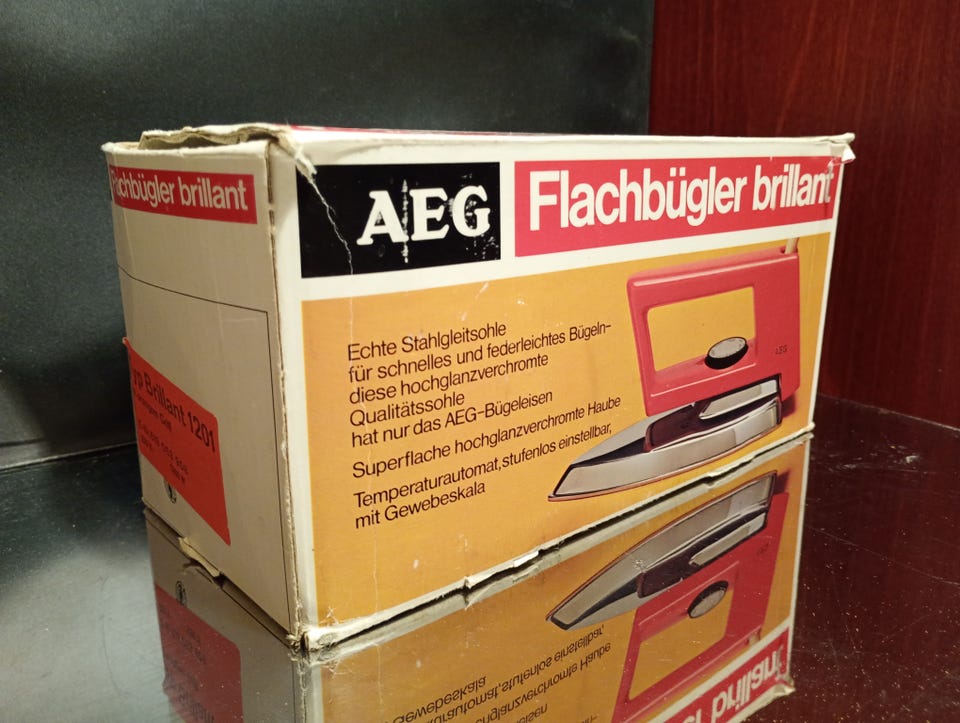 Flachbügler brillant
AEG
Flachbügler brillant
Echte Stahlgleitsohle
für schnelles und federleichtes Bügeln-
diese hochglanzverchromte
Qualitätssohle
hat nur das AEG-Bügeleisen
Superflache hochglanzverchromte Haube
Temperaturautomat, stufenlos einstellbar,
mit Gewebeskala
AEG
Brillant 1201